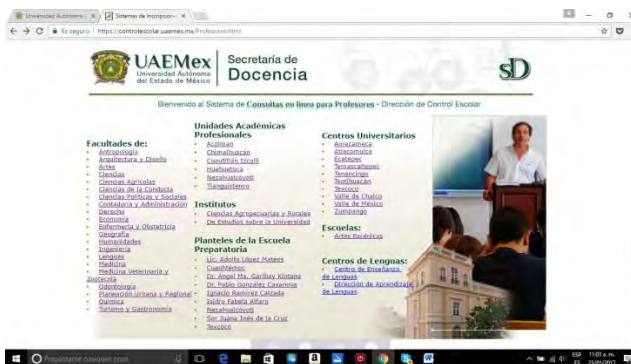 Universidad Autónoma
Sistemas de Inscripcion
Es seguro
https://controlescolar.uaemex.mx/Profesores.html
UAEMex
Universidad Autónoma
del Estado de México
Secretaría de
Docencia
sD
Bienvenido al Sistema de Consultas en línea para Profesores - Dirección de Control Escolar
Facultades de:
Antropología
Arquitectura y Diseño
Artes
Ciencias
Ciencias Agrícolas
Ciencias de la Conducta
Ciencias Políticas y Sociales
Contaduría y Administración
Derecho
Economía
Enfermería y Obstetricia
Geografía
Humanidades
Ingeniería
Lenguas
Medicina
Medicina Veterinaria y
Zootecnia
Odontología
Planeación Urbana y Regional
Química
Turismo y Gastronomía
Unidades Académicas
Profesionales
Acolman
Chimalhuacán
Cuautitlán Izcalli
Huehuetoca
Nezahualcóyotl
Tianguistenco
Institutos
Ciencias Agropecuarias y Rurales
De Estudios sobre la Universidad
Planteles de la Escuela
Preparatoria
Lic. Adolfo López Mateos
Cuauhtémoc
Dr. Ángel Ma. Garibay Kintana
Dr. Pablo González Casanova
Ignacio Ramírez Calzada
Isidro Fabela Alfaro
Nezahualcóyotl
Sor Juana Inés de la Cruz
Texcoco
Centros Universitarios
Amecameca
Atlacomulco
Ecatepec
Temascaltepec
Tenancingo
Teotihuacán
Texcoco
Valle de Chalco
Valle de México
Zumpango
Escuelas:
Artes Escénicas
Centros de Lenguas:
Centro de Enseñanza
de Lenguas
Dirección de Aprendizaje
de Lenguas
ESP
11:03 a. m.
ES
25/01/2017